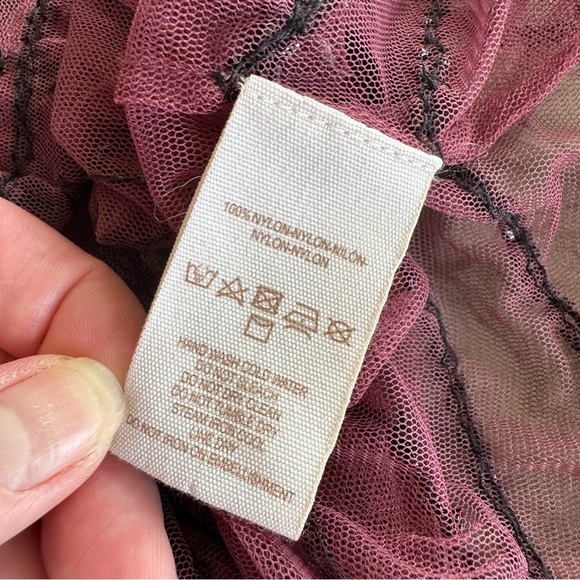 100% NYLON-NYLON-NILÓN-
NYLON-NYLON
HAND WASH COLD WATER
DO NOT BLEACH
DO NOT DRY CLEAN
DO NOT TUMBLE DRY
STEAM IRON COOL
LINE DRY
DO NOT IRON ON EMBELLISHMENT